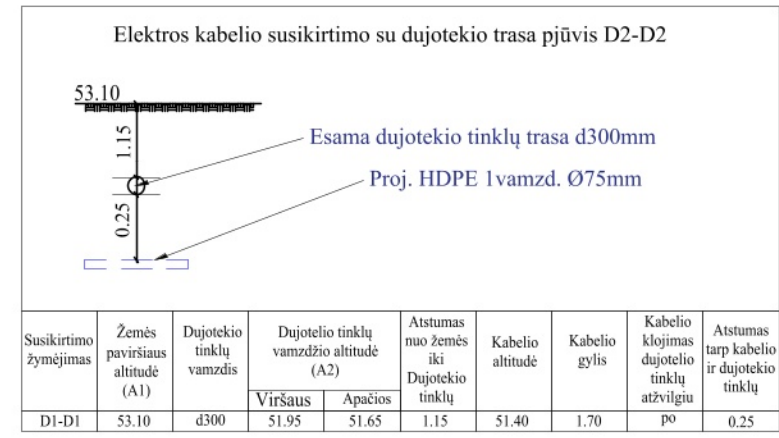 Elektros kabelio susikirtimo su dujotekio trasa pjūvis D2-D2
53.10
1.15
Esama dujotekio tinklų trasa d300mm
Proj. HDPE 1vamzd. Ø75mm
0.25
Susikirtimo
žymėjimas
Žemės
paviršiaus
altitudė
(A1)
Dujotekio
tinklų
vamzdis
Dujotelio tinklų
vamzdžio altitudė
(A2)
Viršaus
Apačios
Atstumas
nuo žemės
iki
Dujotekio
tinklų
Kabelio
altitudė
Kabelio
gylis
Kabelio
klojimas
dujotelio
tinklų
atžvilgiu
Atstumas
tarp kabelio
ir dujotekio
tinklų
D1-D1 53.10 d300 51.95 51.65 1.15 51.40 1.70 po 0.25